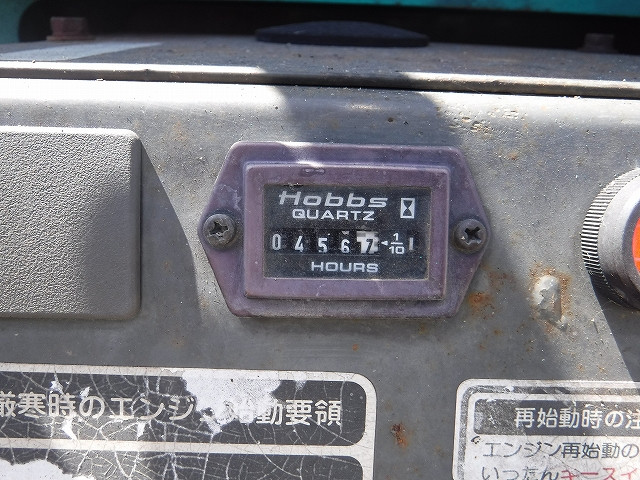 Hobbs
QUARTZ
0 4 5 6 7 1/10
HOURS
厳寒時のエンジン始動要領
再始動時の注
エンジン再始動の
いったんキースイ